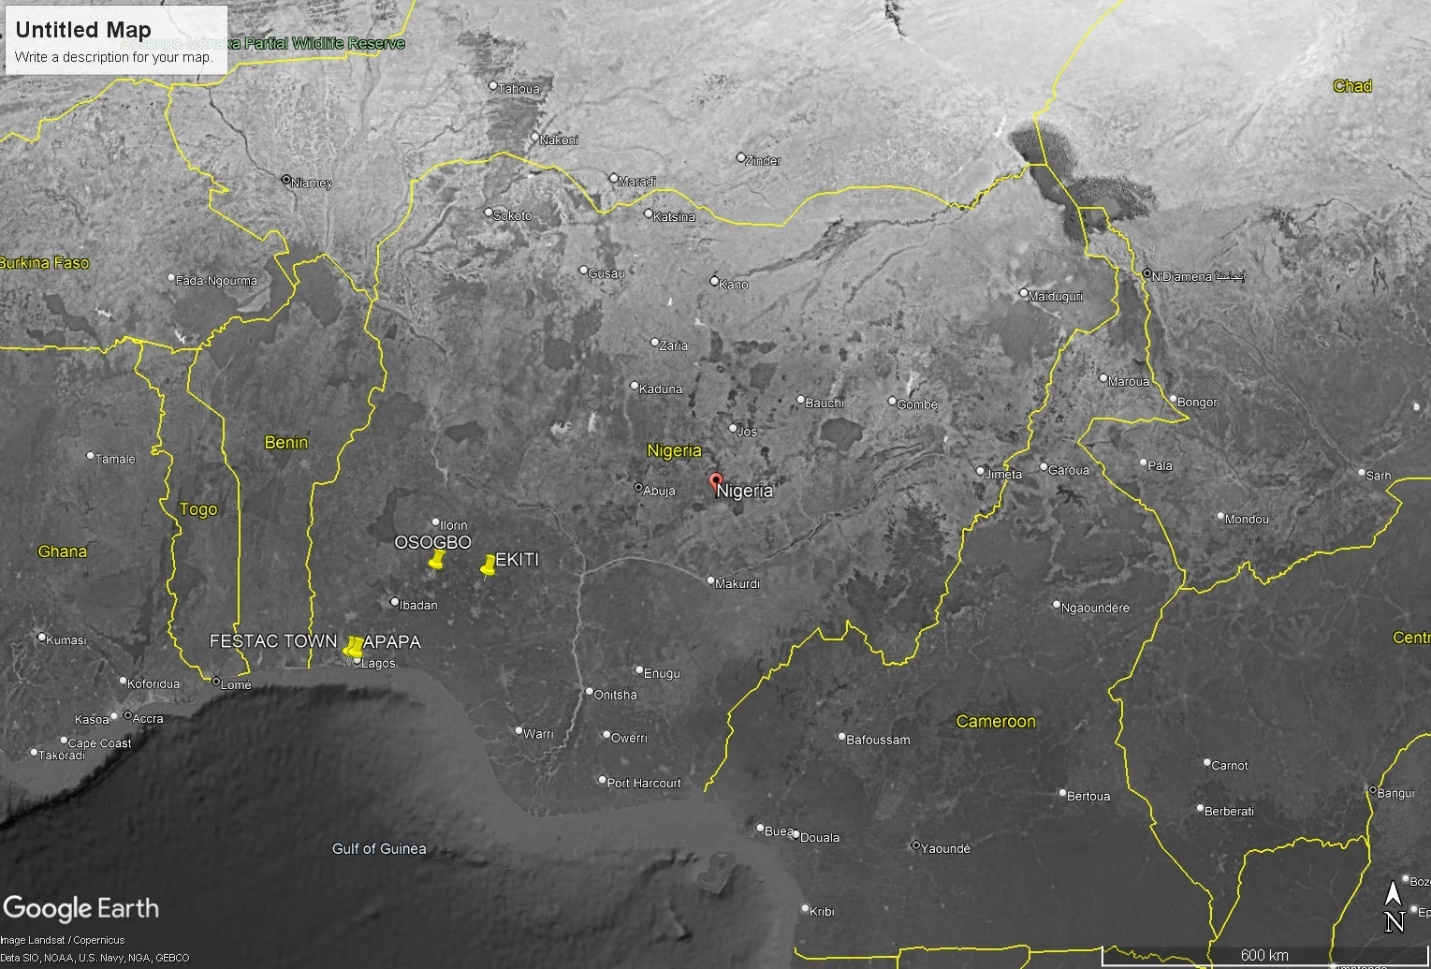 Untitled Map
Write a description for your map.
Partial Wildlife Reserve
Chad
Tahoua
Nakoni
Zinder
Niamey
Maradi
Sokoto
Katsina
Burkina Faso
Fada-Ngourma
Gusau
Kano
N'Djamena نجامينا
Maiduguri
Zaria
Kaduna
Maroua
Bauchi
Gombe
Bongor
Jos
Benin
Nigeria
Tamale
Jimeta
Garoua
Pala
Sarh
Abuja
Nigeria
Togo
Mondou
Ilorin
OSOGBO
Ghana
EKITI
Makurdi
Ibadan
Ngaoundere
Kumasi
FESTAC TOWN
APAPA
Centr
Lagos
Enugu
Koforidua
Lomé
Onitsha
Kasoa
Accra
Cameroon
Warri
Owerri
Cape Coast
Bafoussam
Takoradi
Carnot
Port Harcourt
Bertoua
Bangui
Berberati
Buea
Douala
Gulf of Guinea
Yaoundé
Boz
Kribi
Ep
Google Earth
N
Image Landsat / Copernicus
600 km
Data SIO, NOAA, U.S. Navy, NGA, GEBCO